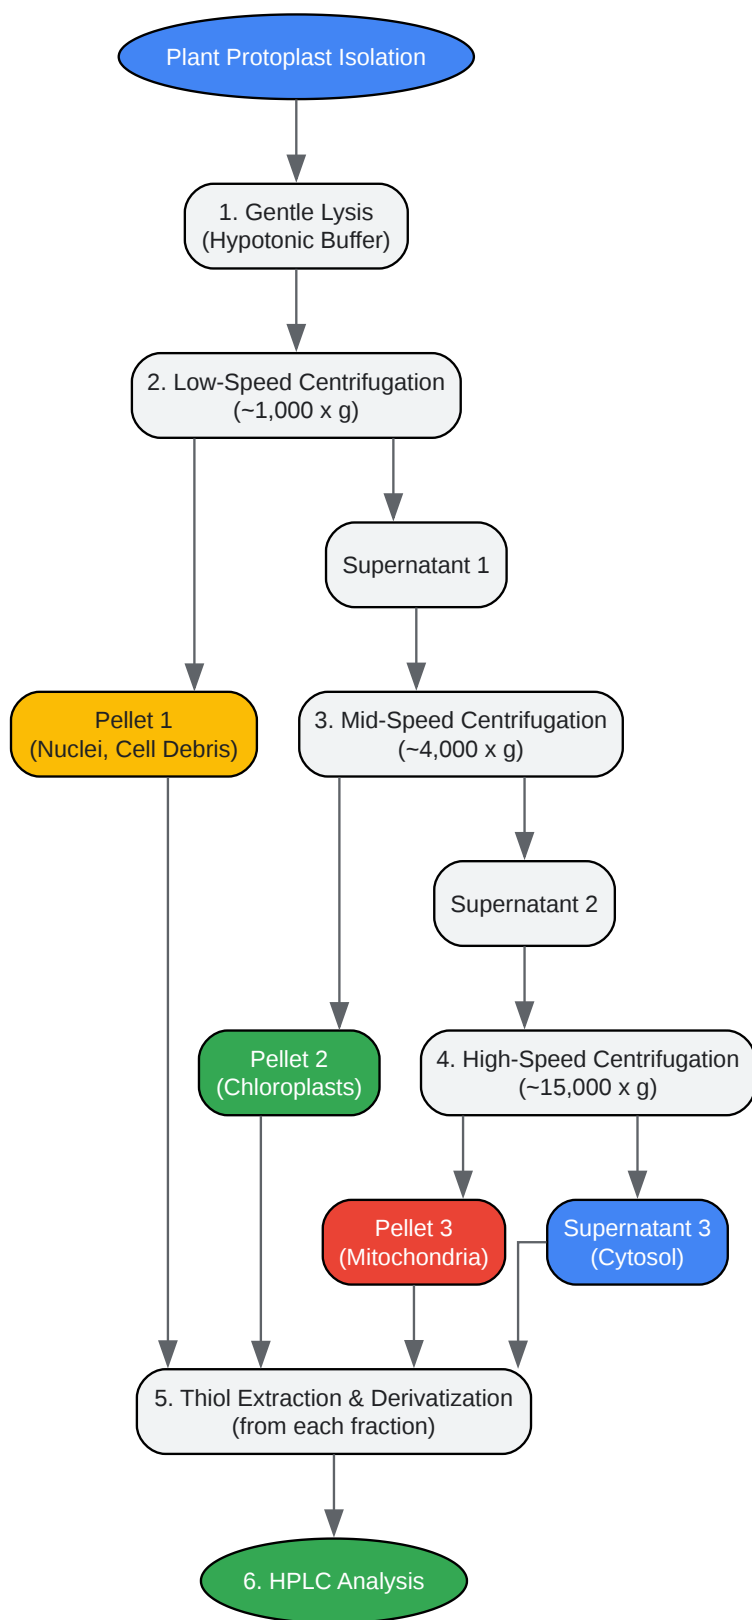 Plant Protoplast Isolation
1. Gentle Lysis
(Hypotonic Buffer)
2. Low-Speed Centrifugation
(~1,000 x g)
Supernatant 1
Pellet 1
(Nuclei, Cell Debris)
3. Mid-Speed Centrifugation
(~4,000 x g)
Supernatant 2
Pellet 2
(Chloroplasts)
4. High-Speed Centrifugation
(~15,000 x g)
Pellet 3
(Mitochondria)
Supernatant 3
(Cytosol)
5. Thiol Extraction & Derivatization
(from each fraction)
6. HPLC Analysis